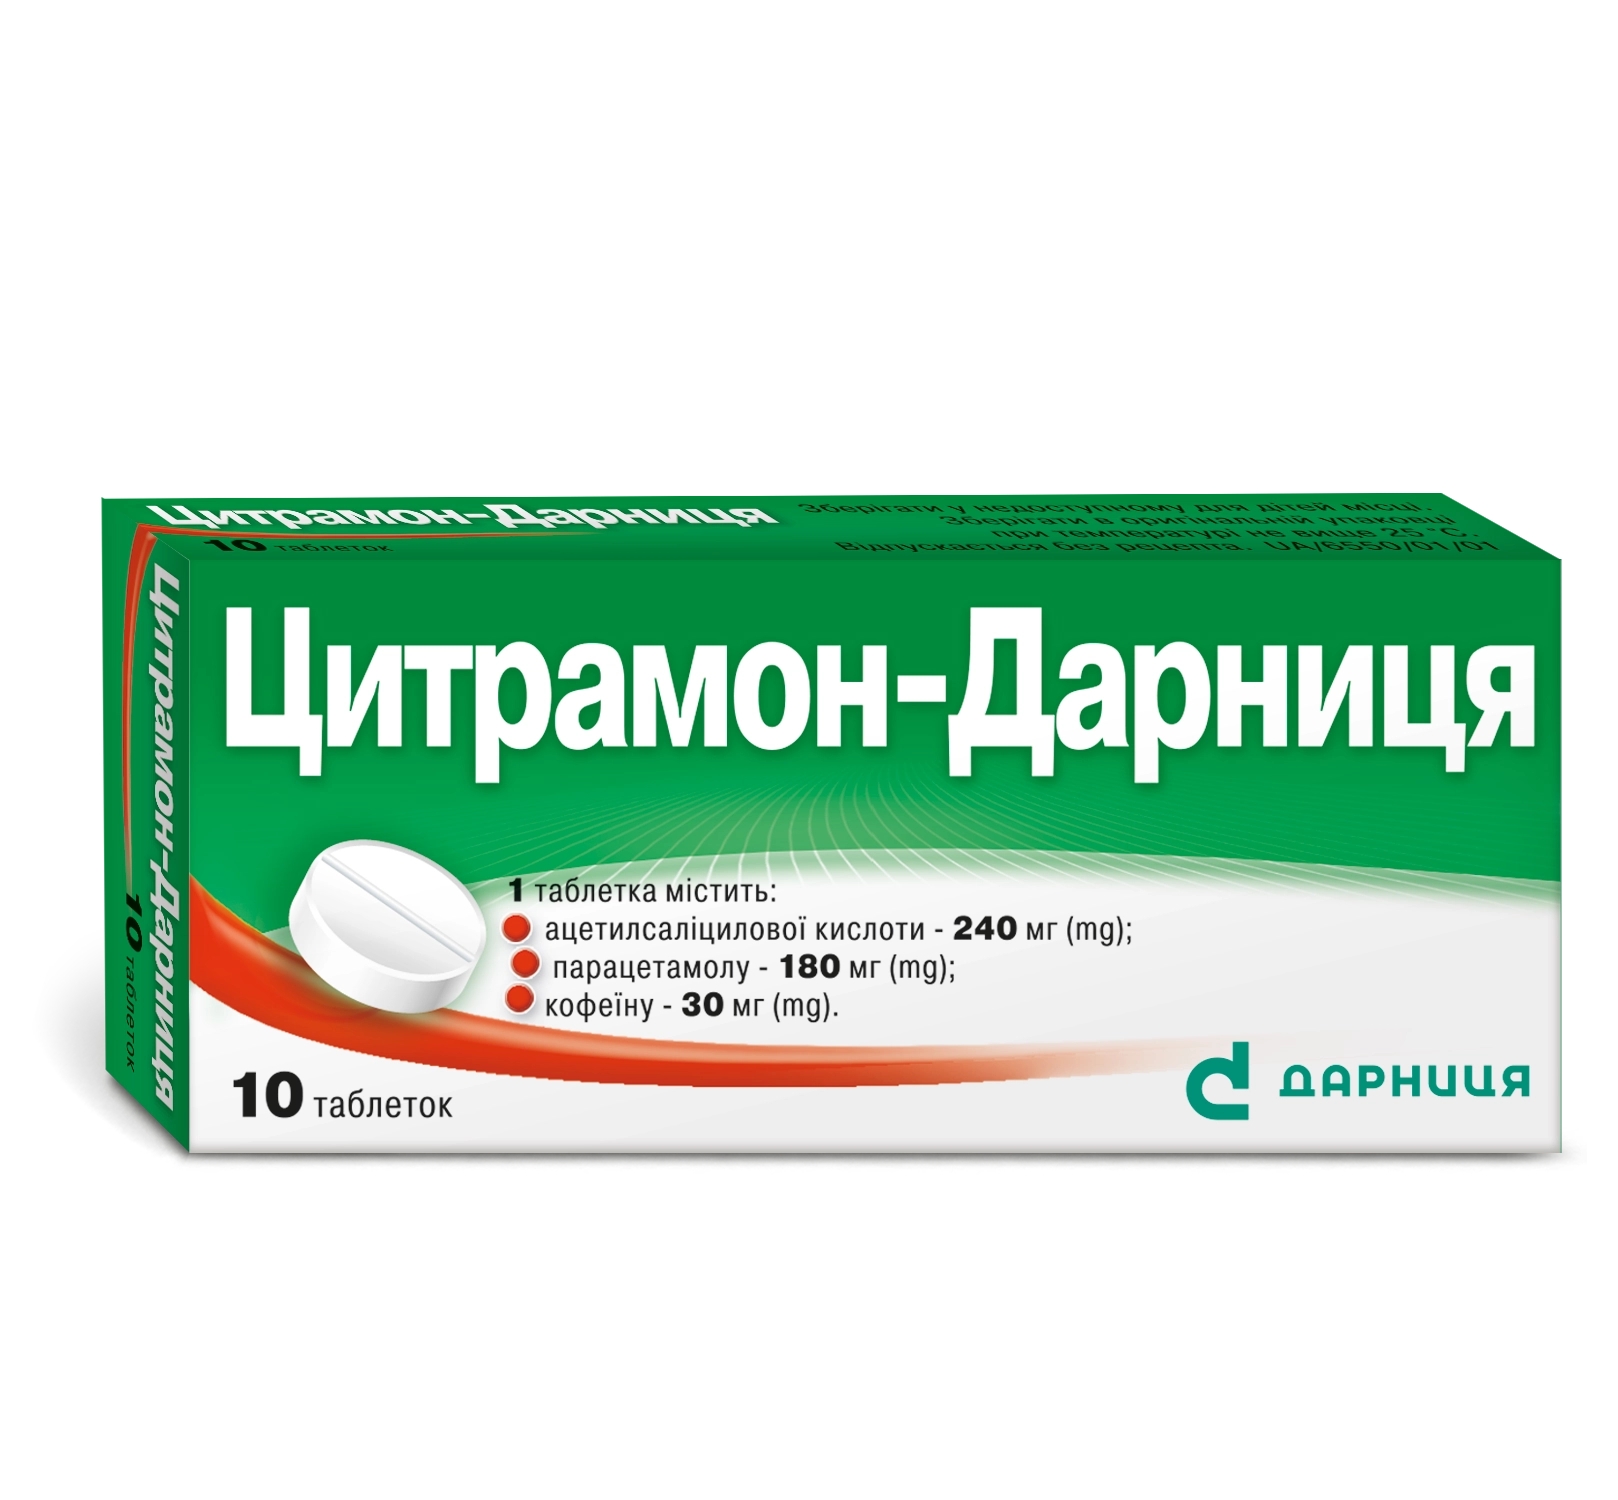 Цитрамон-Дарниця
10 таблеток
Зберігати у недоступному для дітей місці.
Зберігати в оригінальній упаковці
при температурі не вище 25 °С.
Відпускається без рецепта. UA/6550/01/01
Цитрамон-Дарниця
10 таблеток
Цитрамон-Дарниця
1 таблетка містить:
ацетилсаліцилової кислоти - 240 мг (mg);
парацетамолу - 180 мг (mg);
кофеїну - 30 мг (mg).
10 таблеток
ДАРНИЦЯ